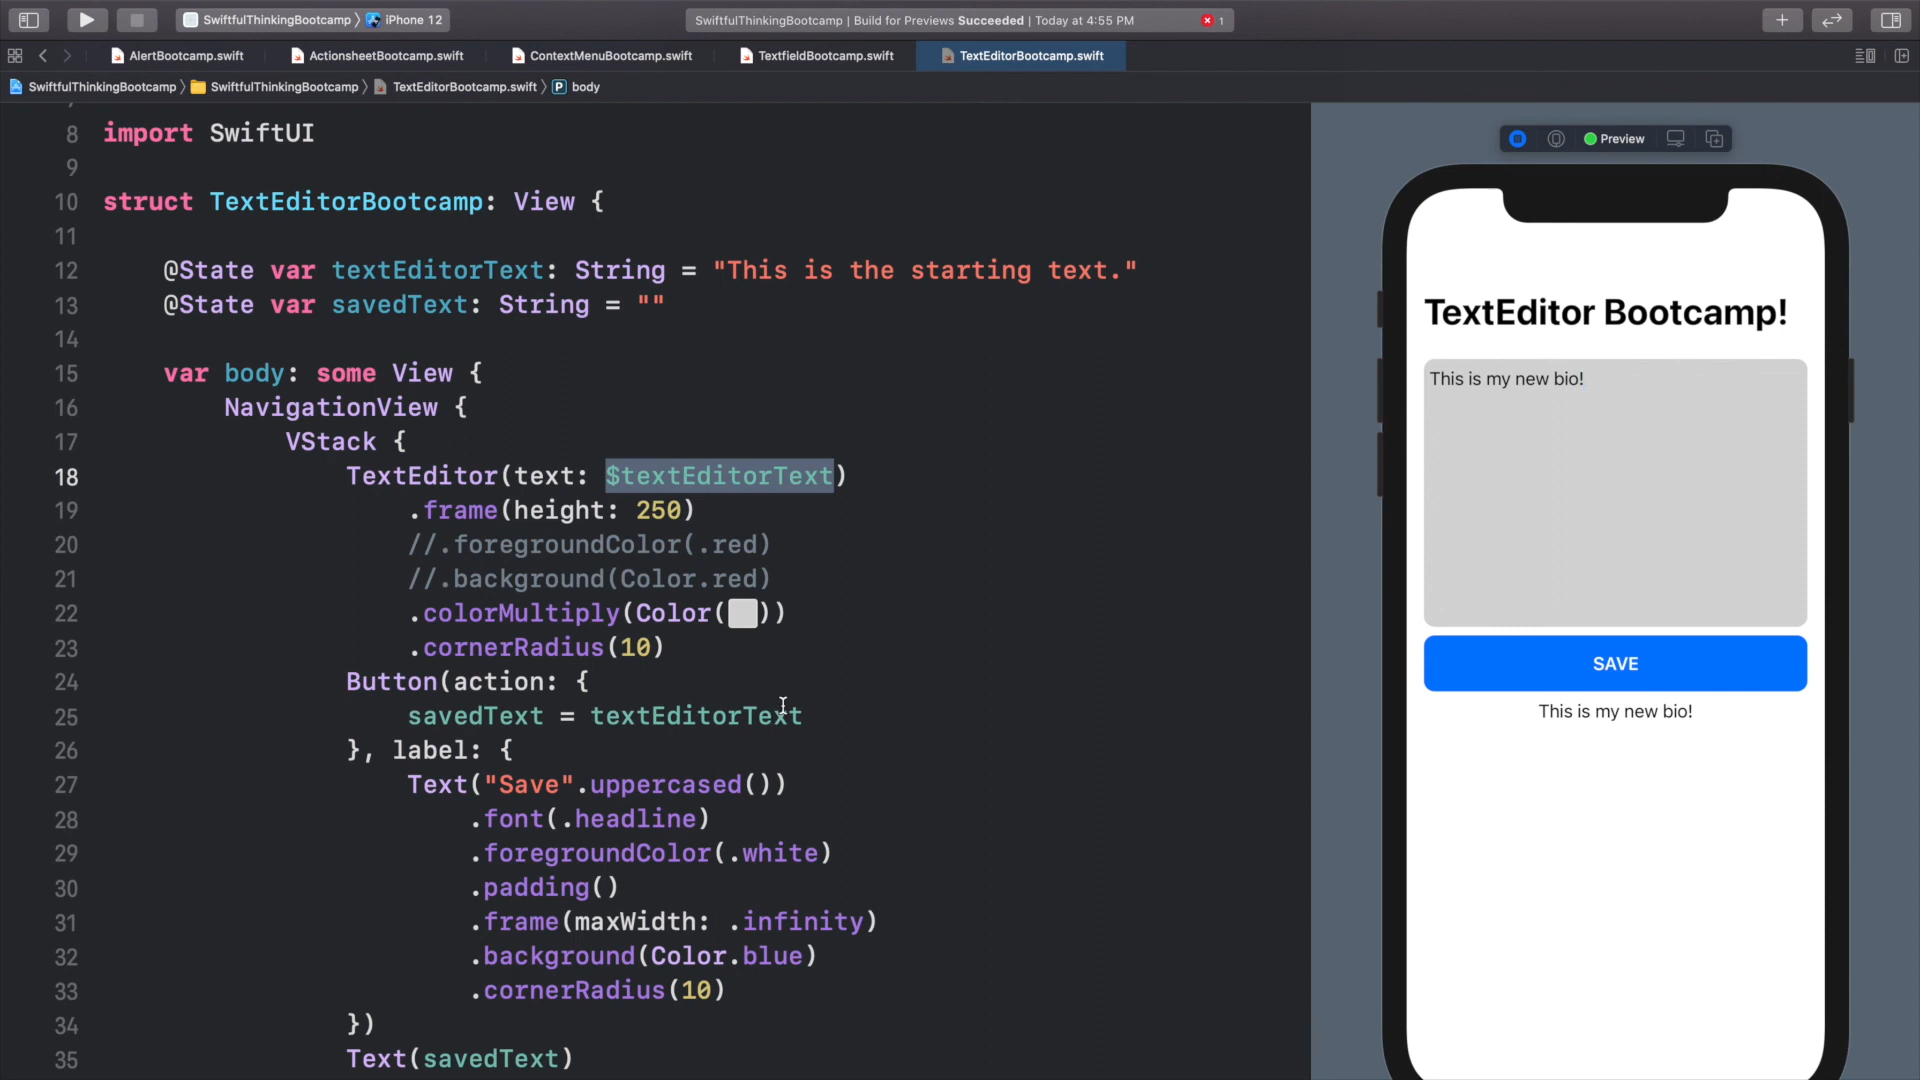 SwiftfulThinkingBootcamp 〉 iPhone 12
SwiftfulThinkingBootcamp | Build for Previews Succeeded | Today at 4:55 PM
1
AlertBootcamp.swift
ActionsheetBootcamp.swift
ContextMenuBootcamp.swift
TextfieldBootcamp.swift
TextEditorBootcamp.swift
SwiftfulThinkingBootcamp 〉 SwiftfulThinkingBootcamp 〉 TextEditorBootcamp.swift 〉 P body
8 import SwiftUI
9
10 struct TextEditorBootcamp: View {
11
12 @State var textEditorText: String = "This is the starting text."
13 @State var savedText: String = ""
14
15 var body: some View {
16 NavigationView {
17 VStack {
18 TextEditor(text: $textEditorText)
19 .frame(height: 250)
20 //.foregroundColor(.red)
21 //.background(Color.red)
22 .colorMultiply(Color( ))
23 .cornerRadius(10)
24 Button(action: {
25 savedText = textEditorText
26 }, label: {
27 Text("Save".uppercased())
28 .font(.headline)
29 .foregroundColor(.white)
30 .padding()
31 .frame(maxWidth: .infinity)
32 .background(Color.blue)
33 .cornerRadius(10)
34 })
35 Text(savedText)
Preview
TextEditor Bootcamp!
This is my new bio!
SAVE
This is my new bio!